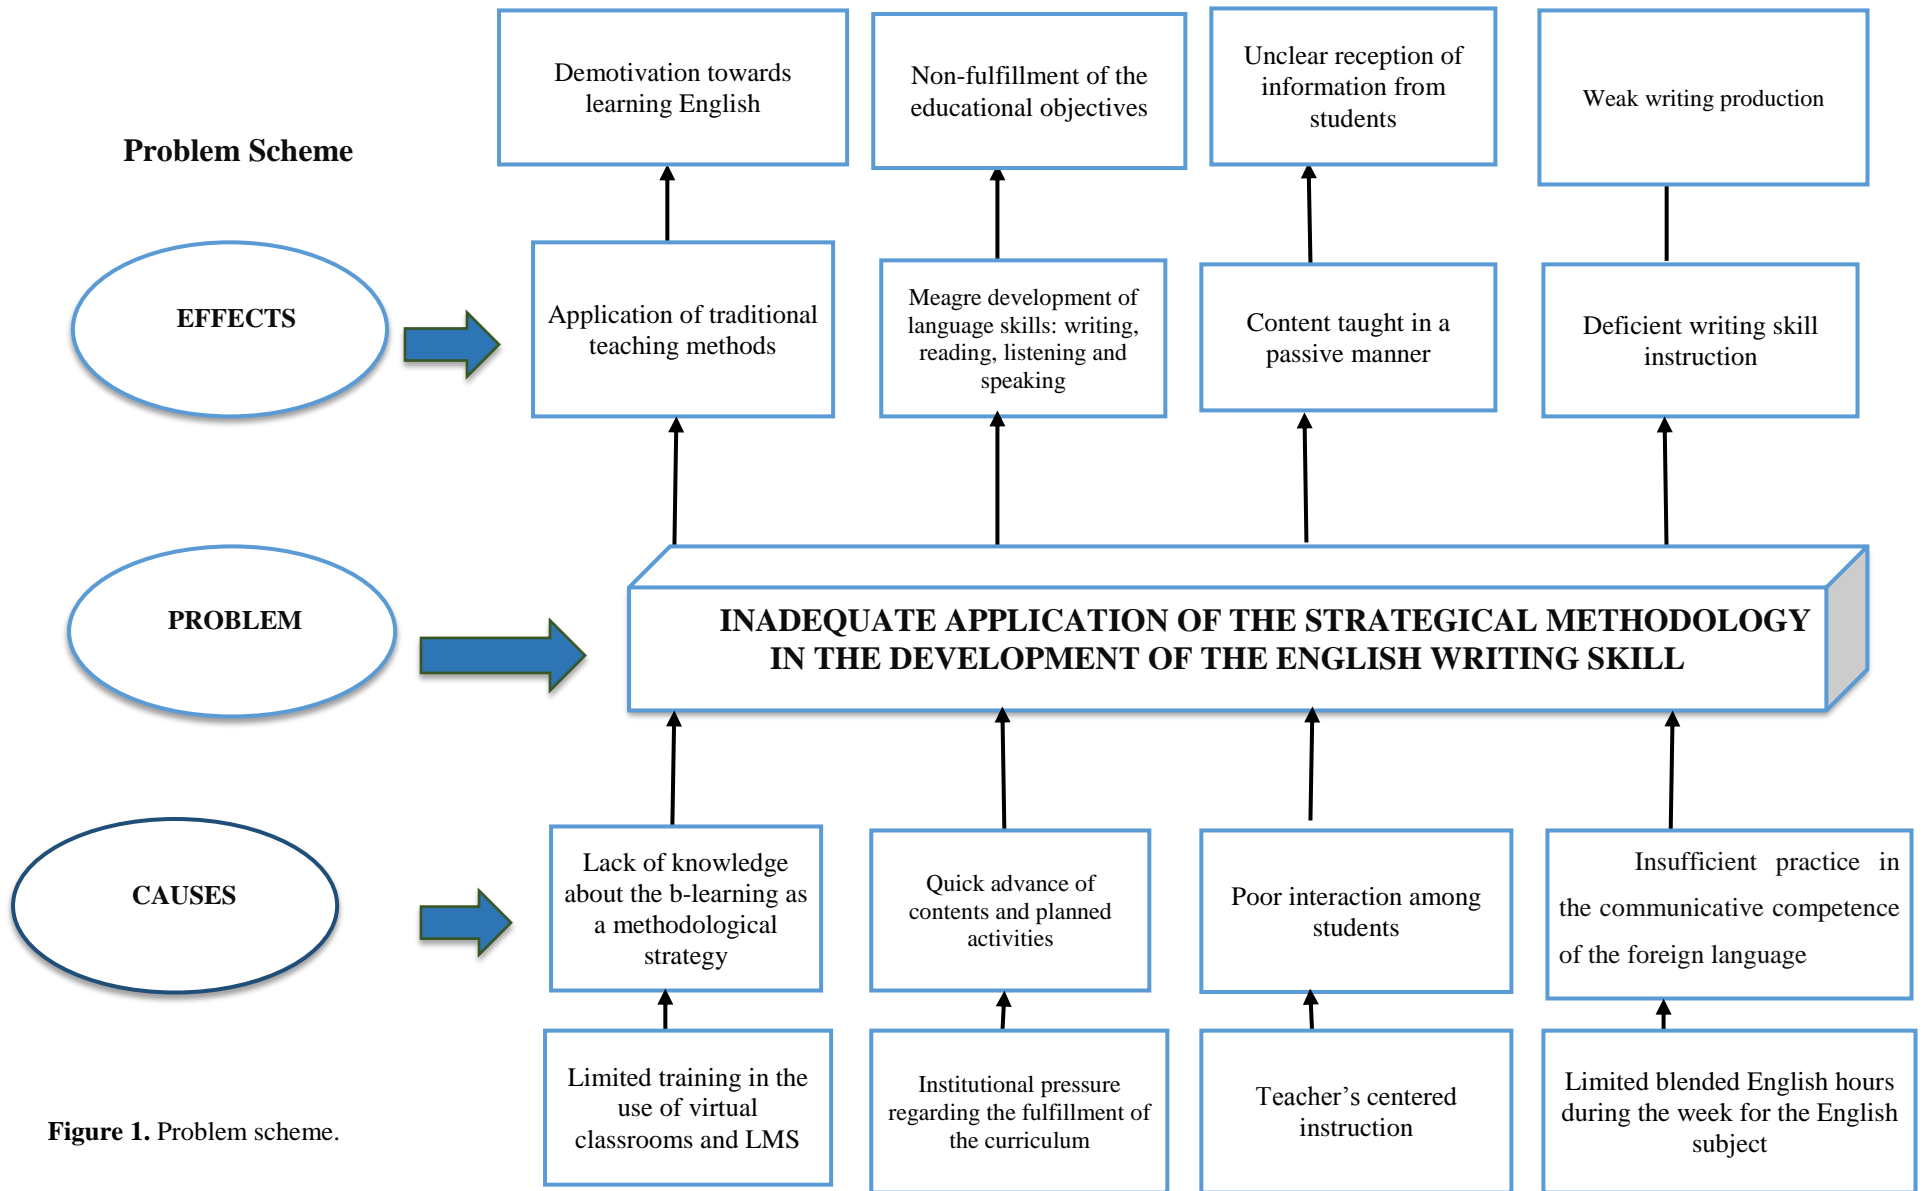 Problem Scheme
Demotivation towards
learning English
Non-fulfillment of the
educational objectives
Unclear reception of
information from
students
Weak writing production
EFFECTS
Application of traditional
teaching methods
Meagre development of
language skills: writing,
reading, listening and
speaking
Content taught in a
passive manner
Deficient writing skill
instruction
PROBLEM
INADEQUATE APPLICATION OF THE STRATEGICAL METHODOLOGY
IN THE DEVELOPMENT OF THE ENGLISH WRITING SKILL
CAUSES
Lack of knowledge
about the b-learning as
a methodological
strategy
Quick advance of
contents and planned
activities
Poor interaction among
students
Insufficient practice in
the communicative competence
of the foreign language
Limited training in the
use of virtual
classrooms and LMS
Institutional pressure
regarding the fulfillment of
the curriculum
Teacher’s centered
instruction
Limited blended English hours
during the week for the English
subject
Figure 1. Problem scheme.